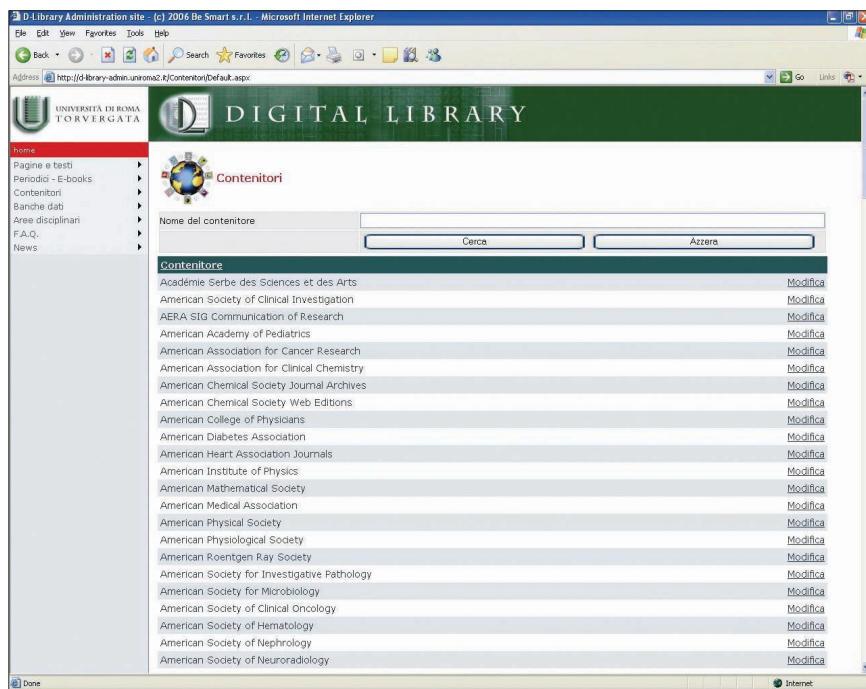 D-Library Administration site - (c) 2006 Be Smart s.r.l. - Microsoft Internet Explorer
File Edit View Favorites Tools Help
Back Search Favorites
Address http://d-library-admin.uniroma2.it/Contenitori/Default.aspx Go Links
UNIVERSITÀ DI ROMA
TORVERGATA
DIGITAL LIBRARY
home
Pagine e testi
Periodici - E-books
Contenitori
Banche dati
Aree disciplinari
F.A.Q.
News
Contenitori
Nome del contenitore
Cerca Azzera
Contenitore
Académie Serbe des Sciences et des Arts Modifica
American Society of Clinical Investigation Modifica
AERA SIG Communication of Research Modifica
American Academy of Pediatrics Modifica
American Association for Cancer Research Modifica
American Association for Clinical Chemistry Modifica
American Chemical Society Journal Archives Modifica
American Chemical Society Web Editions Modifica
American College of Physicians Modifica
American Diabetes Association Modifica
American Heart Association Journals Modifica
American Institute of Physics Modifica
American Mathematical Society Modifica
American Medical Association Modifica
American Physical Society Modifica
American Physiological Society Modifica
American Roentgen Ray Society Modifica
American Society for Investigative Pathology Modifica
American Society for Microbiology Modifica
American Society of Clinical Oncology Modifica
American Society of Hematology Modifica
American Society of Nephrology Modifica
American Society of Neuroradiology Modifica
Done Internet